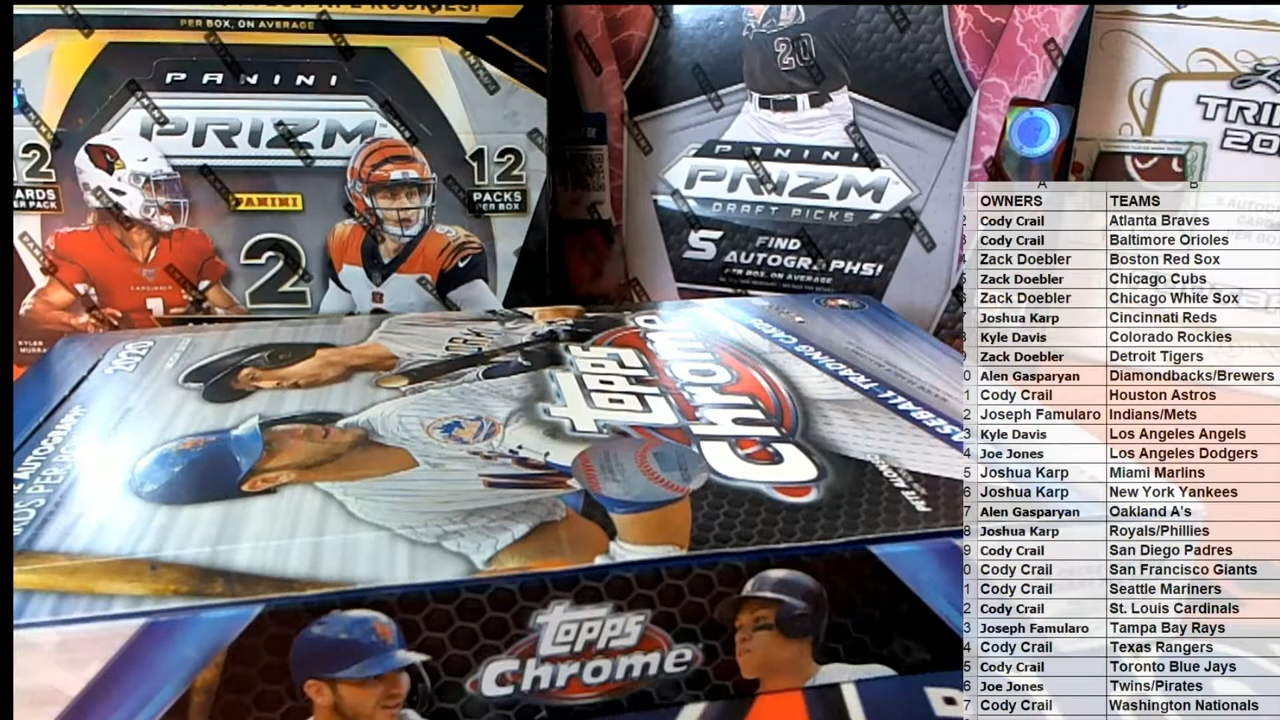 PER BOX, ON AVERAGE
PANINI
PRIZM
12
PACKS
PER BOX
PANINI
2
CARDINALS
20
PANINI
PRIZM
DRAFT PICKS
5 FIND
AUTOGRAPHS!
PER BOX, ON AVERAGE
2020
Topps
Chrome
BASEBALL TRADING CARDS
PETE ALONSO
Topps
Chrome
A B
OWNERS TEAMS
Cody Crail Atlanta Braves
Cody Crail Baltimore Orioles
Zack Doebler Boston Red Sox
Zack Doebler Chicago Cubs
Zack Doebler Chicago White Sox
Joshua Karp Cincinnati Reds
Kyle Davis Colorado Rockies
Zack Doebler Detroit Tigers
Alen Gasparyan Diamondbacks/Brewers
Cody Crail Houston Astros
Joseph Famularo Indians/Mets
Kyle Davis Los Angeles Angels
Joe Jones Los Angeles Dodgers
Joshua Karp Miami Marlins
Joshua Karp New York Yankees
Alen Gasparyan Oakland A's
Joshua Karp Royals/Phillies
Cody Crail San Diego Padres
Cody Crail San Francisco Giants
Cody Crail Seattle Mariners
Cody Crail St. Louis Cardinals
Joseph Famularo Tampa Bay Rays
Cody Crail Texas Rangers
Cody Crail Toronto Blue Jays
Joe Jones Twins/Pirates
Cody Crail Washington Nationals